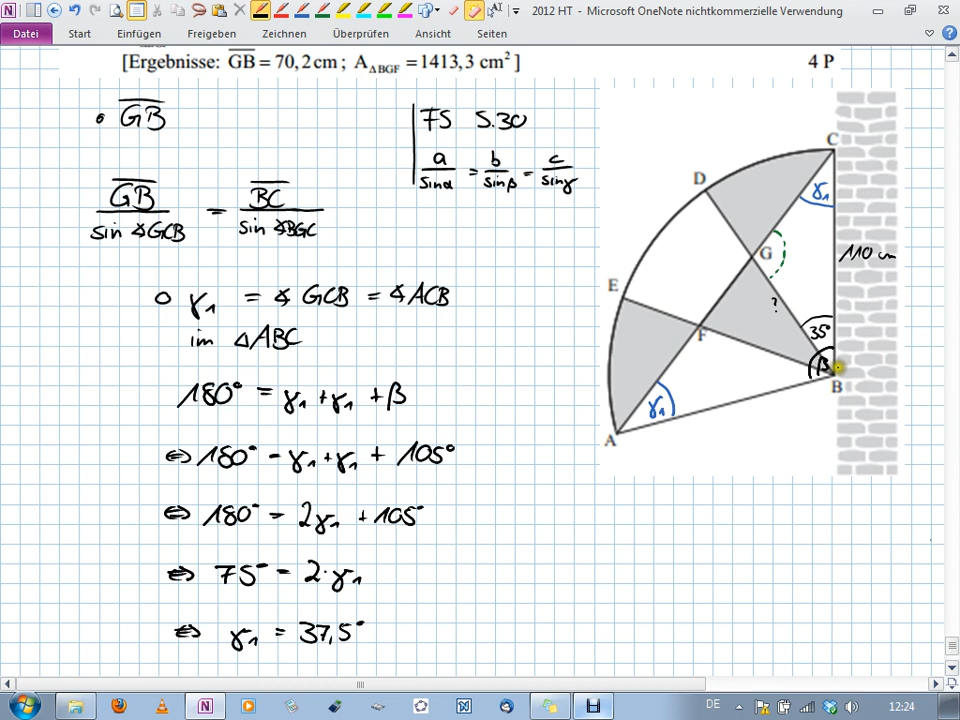 2012 HT - Microsoft OneNote nichtkommerzielle Verwendung
Datei Start Einfügen Freigeben Zeichnen Überprüfen Ansicht Seiten
[Ergebnisse: GB = 70,2 cm ; A ΔBGF = 1413,3 cm² ] 4 P
• GB
FS S.30
a/sinα = b/sinβ = c/sinγ
GB/sin ∢GCB = BC/sin ∢BGC
o γ₁ = ∢ GCB = ∢ ACB
im ΔABC
180° = γ₁ + γ₁ + β
⇔ 180° = γ₁ + γ₁ + 105°
⇔ 180° = 2γ₁ + 105°
⇔ 75° = 2·γ₁
⇔ γ₁ = 37,5°
C
D
γ₁
G
110 cm
E
?
35°
F
β
B
γ₁
A
DE
12:24